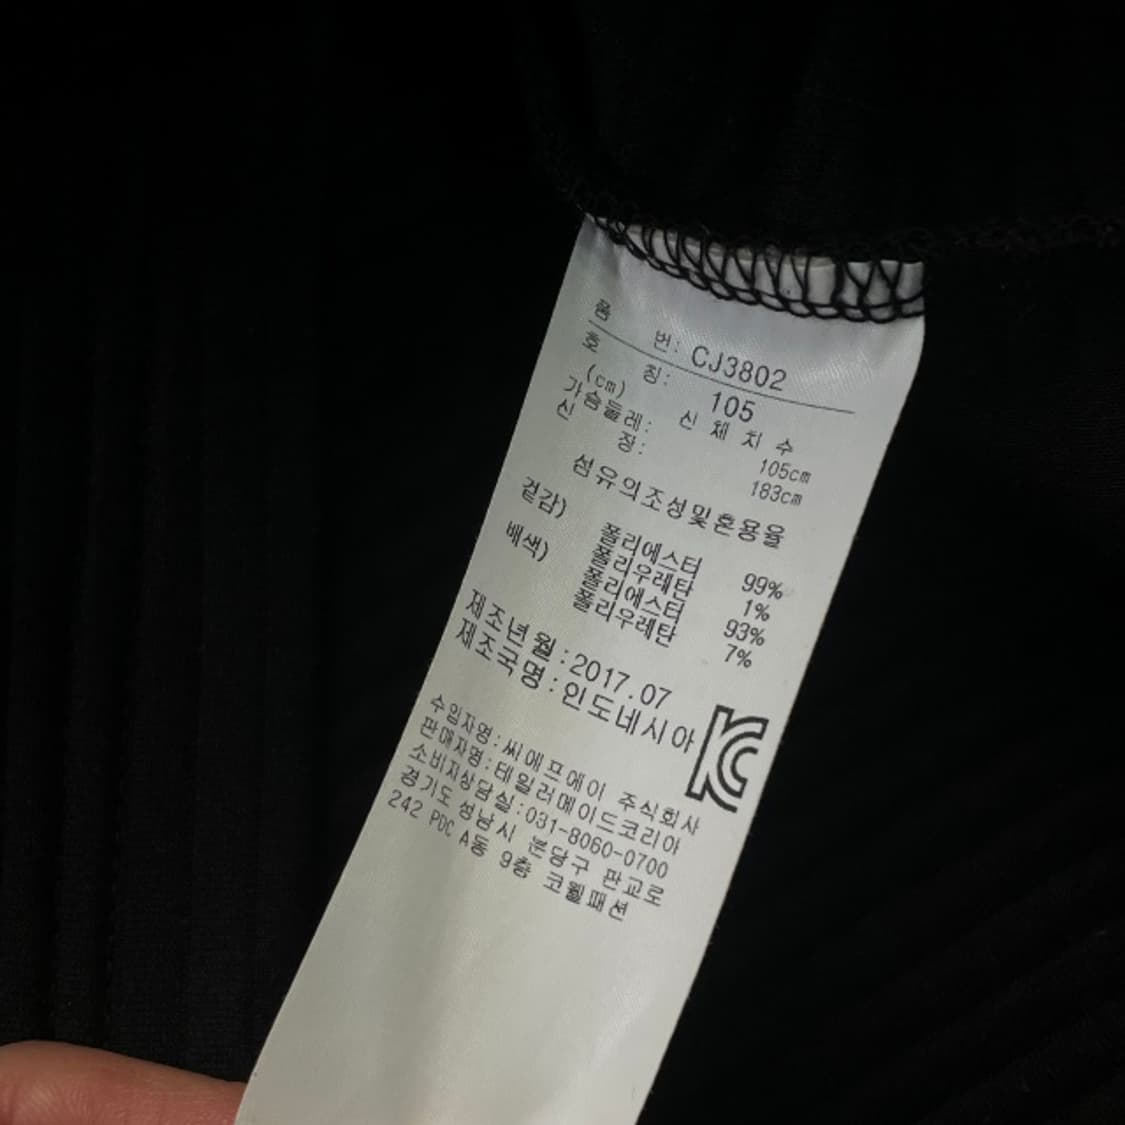 품 번: CJ3802
호 칭: 105
(cm) 신 체 치 수
가슴둘레: 105cm
신 장: 183cm
섬유의조성및혼용율
겉감) 폴리에스터 99%
폴리우레탄 1%
배색) 폴리에스터 93%
폴리우레탄 7%
제조년월:2017.07
제조국명:인도네시아
수입자명:씨에프에이 주식회사
판매자명:테일러메이드코리아
소비자상담실:031-8060-0700
경기도 성남시 분당구 판교로
242 PDC A동 9층 코웰패션